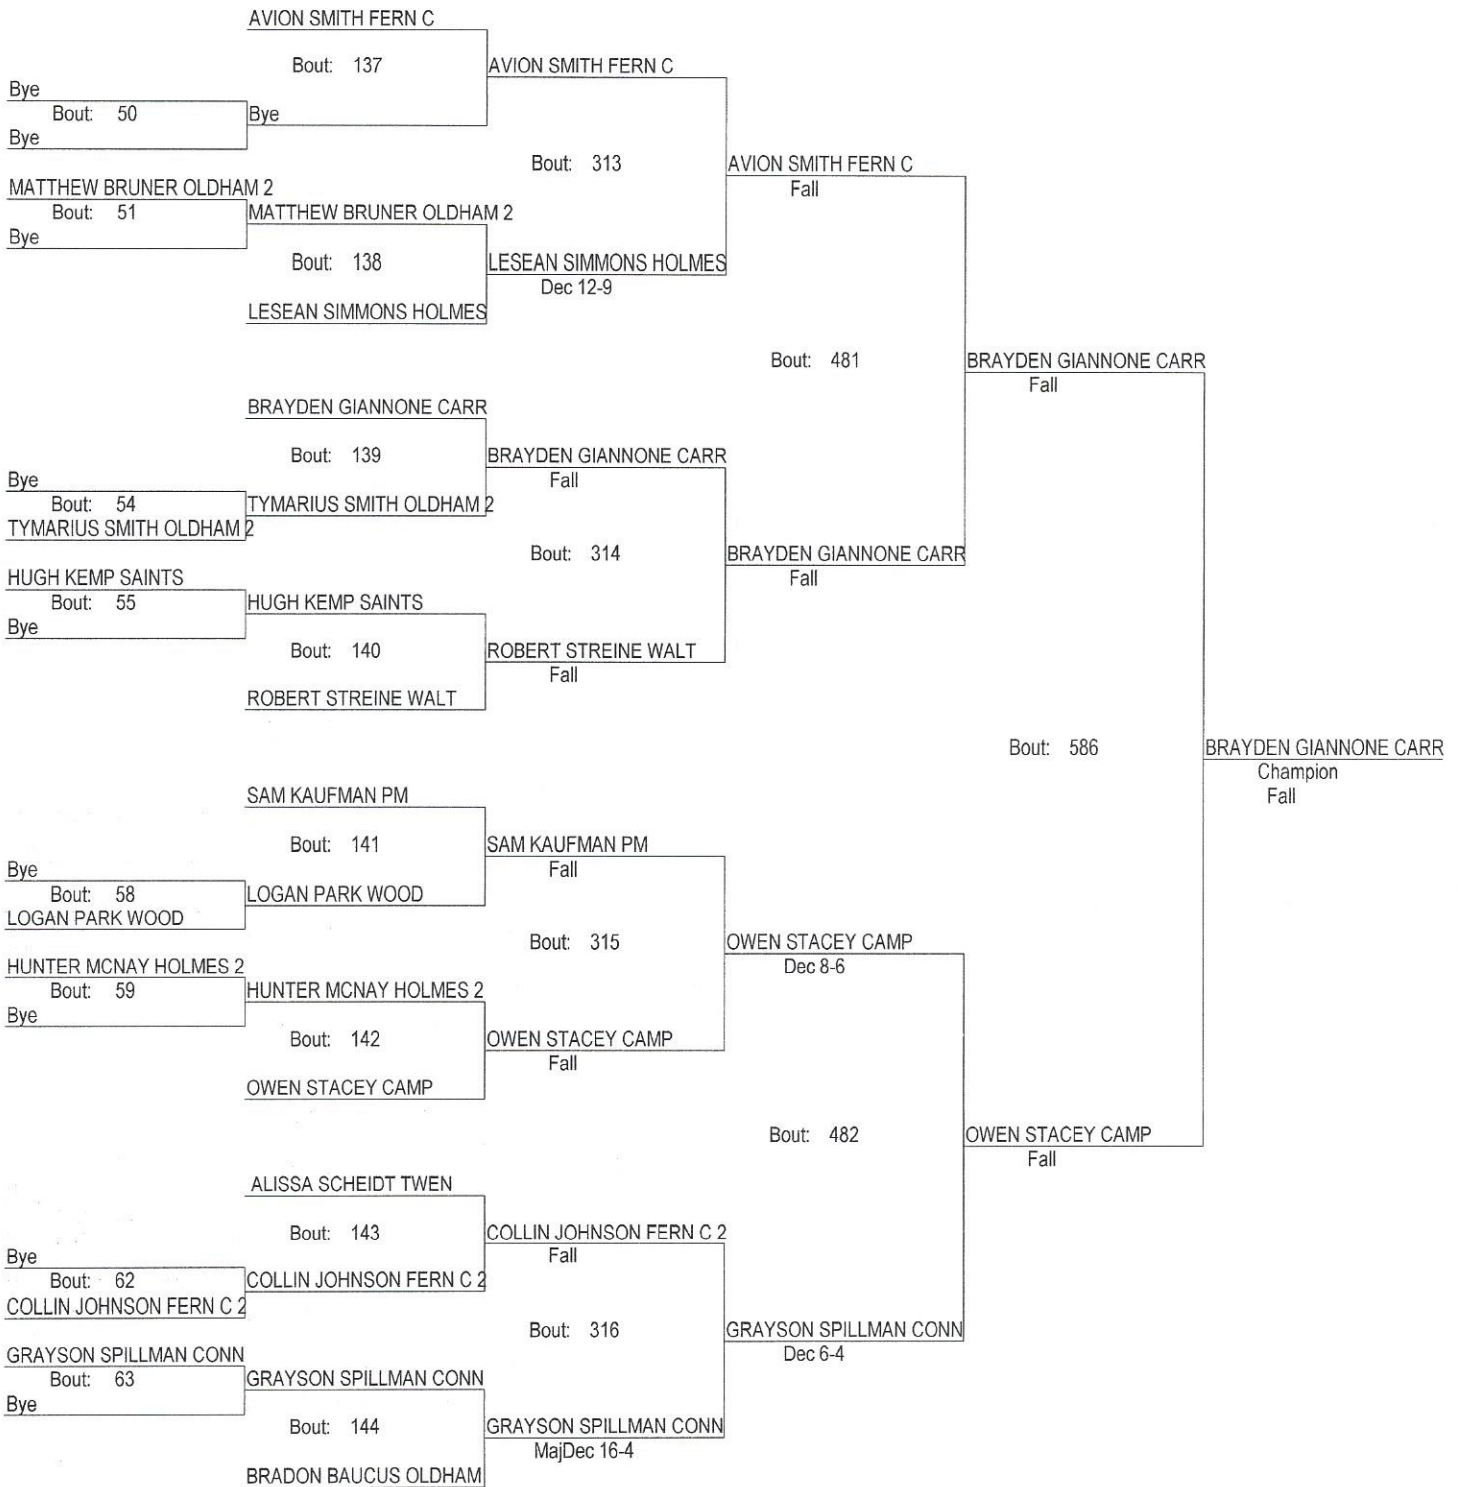 AVION SMITH FERN C
Bout: 137
AVION SMITH FERN C
Bye
Bout: 50
Bye
Bye
Bout: 313
AVION SMITH FERN C
Fall
MATTHEW BRUNER OLDHAM 2
Bout: 51
MATTHEW BRUNER OLDHAM 2
Bye
Bout: 138
LESEAN SIMMONS HOLMES
Dec 12-9
LESEAN SIMMONS HOLMES
Bout: 481
BRAYDEN GIANNONE CARR
Fall
BRAYDEN GIANNONE CARR
Bout: 139
BRAYDEN GIANNONE CARR
Fall
Bye
Bout: 54
TYMARIUS SMITH OLDHAM 2
TYMARIUS SMITH OLDHAM 2
Bout: 314
BRAYDEN GIANNONE CARR
Fall
HUGH KEMP SAINTS
Bout: 55
HUGH KEMP SAINTS
Bye
Bout: 140
ROBERT STREINE WALT
Fall
ROBERT STREINE WALT
Bout: 586
BRAYDEN GIANNONE CARR
Champion
Fall
SAM KAUFMAN PM
Bout: 141
SAM KAUFMAN PM
Fall
Bye
Bout: 58
LOGAN PARK WOOD
LOGAN PARK WOOD
Bout: 315
OWEN STACEY CAMP
Dec 8-6
HUNTER MCNAY HOLMES 2
Bout: 59
HUNTER MCNAY HOLMES 2
Bye
Bout: 142
OWEN STACEY CAMP
Fall
OWEN STACEY CAMP
Bout: 482
OWEN STACEY CAMP
Fall
ALISSA SCHEIDT TWEN
Bout: 143
COLLIN JOHNSON FERN C 2
Fall
Bye
Bout: 62
COLLIN JOHNSON FERN C 2
COLLIN JOHNSON FERN C 2
Bout: 316
GRAYSON SPILLMAN CONN
Dec 6-4
GRAYSON SPILLMAN CONN
Bout: 63
GRAYSON SPILLMAN CONN
Bye
Bout: 144
GRAYSON SPILLMAN CONN
MajDec 16-4
BRADON BAUCUS OLDHAM